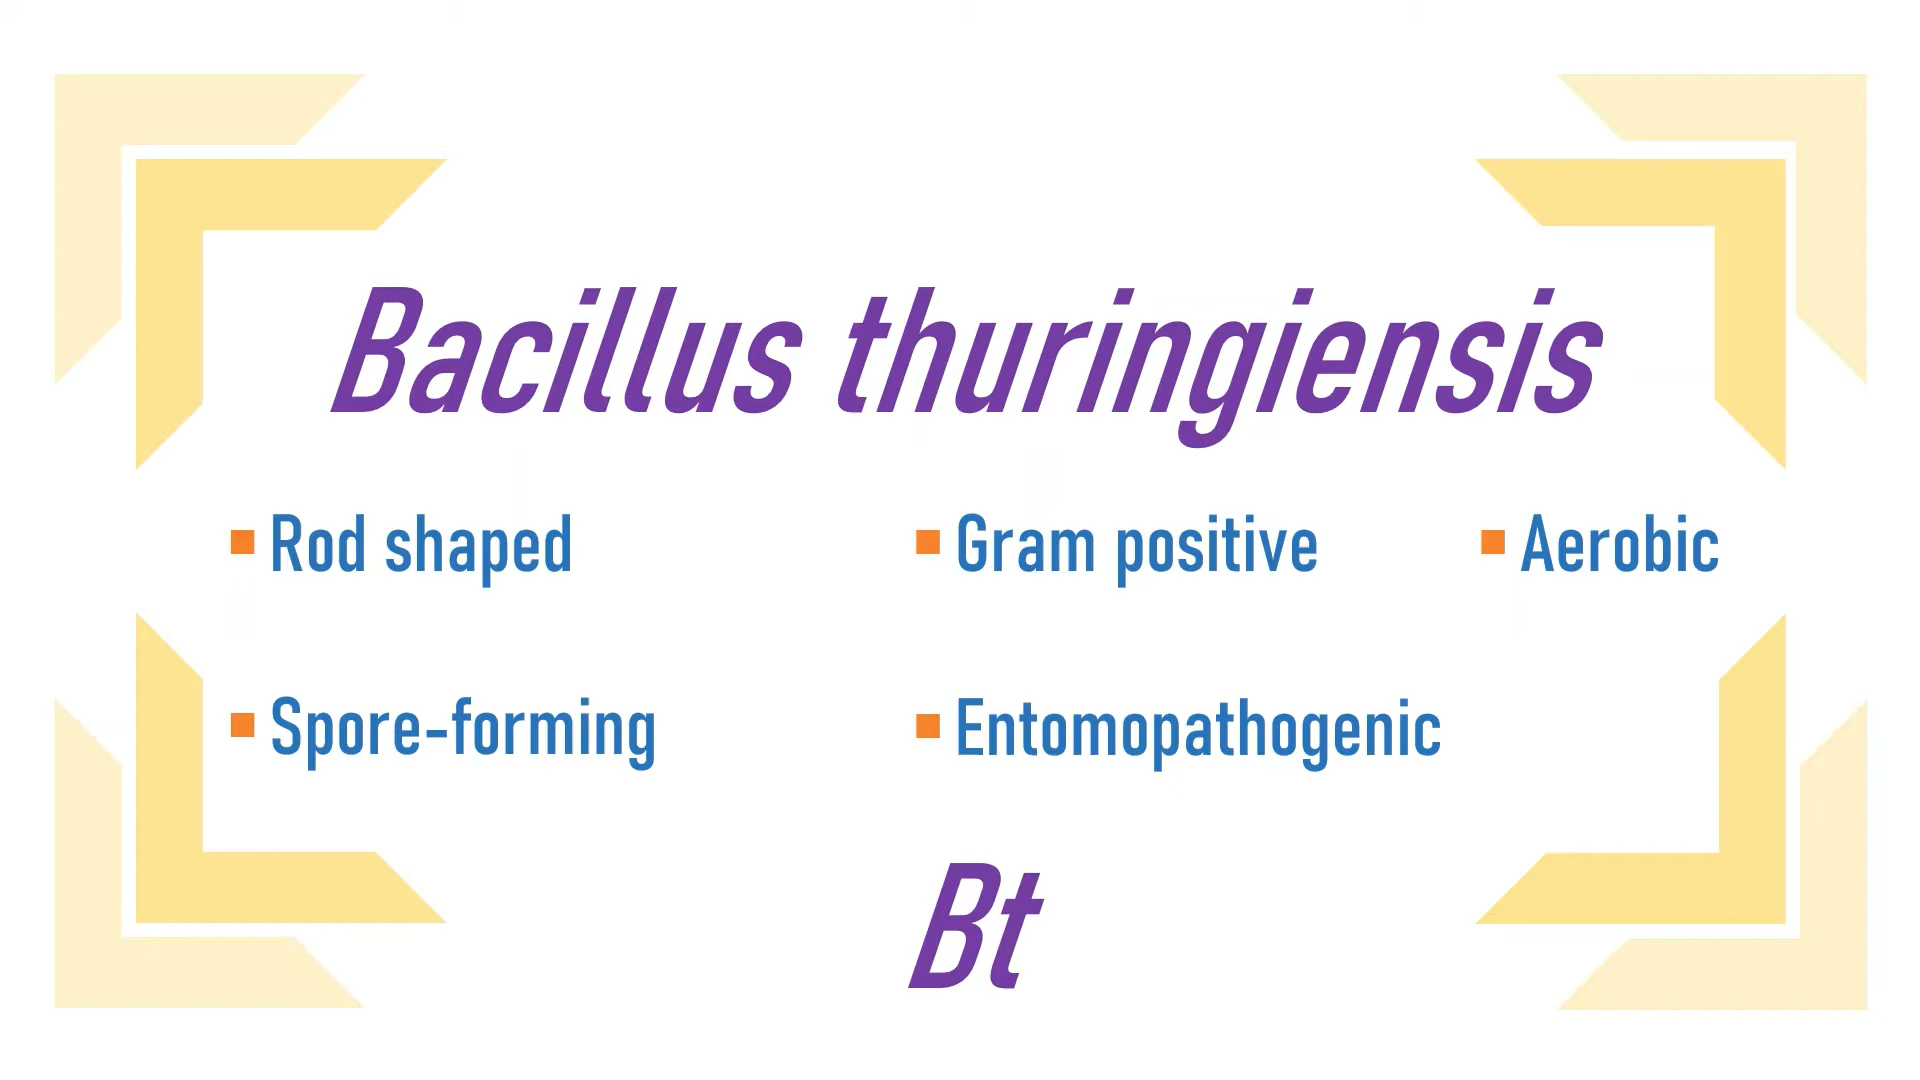 Bacillus thuringiensis
Rod shaped
Gram positive
Aerobic
Spore-forming
Entomopathogenic
Bt